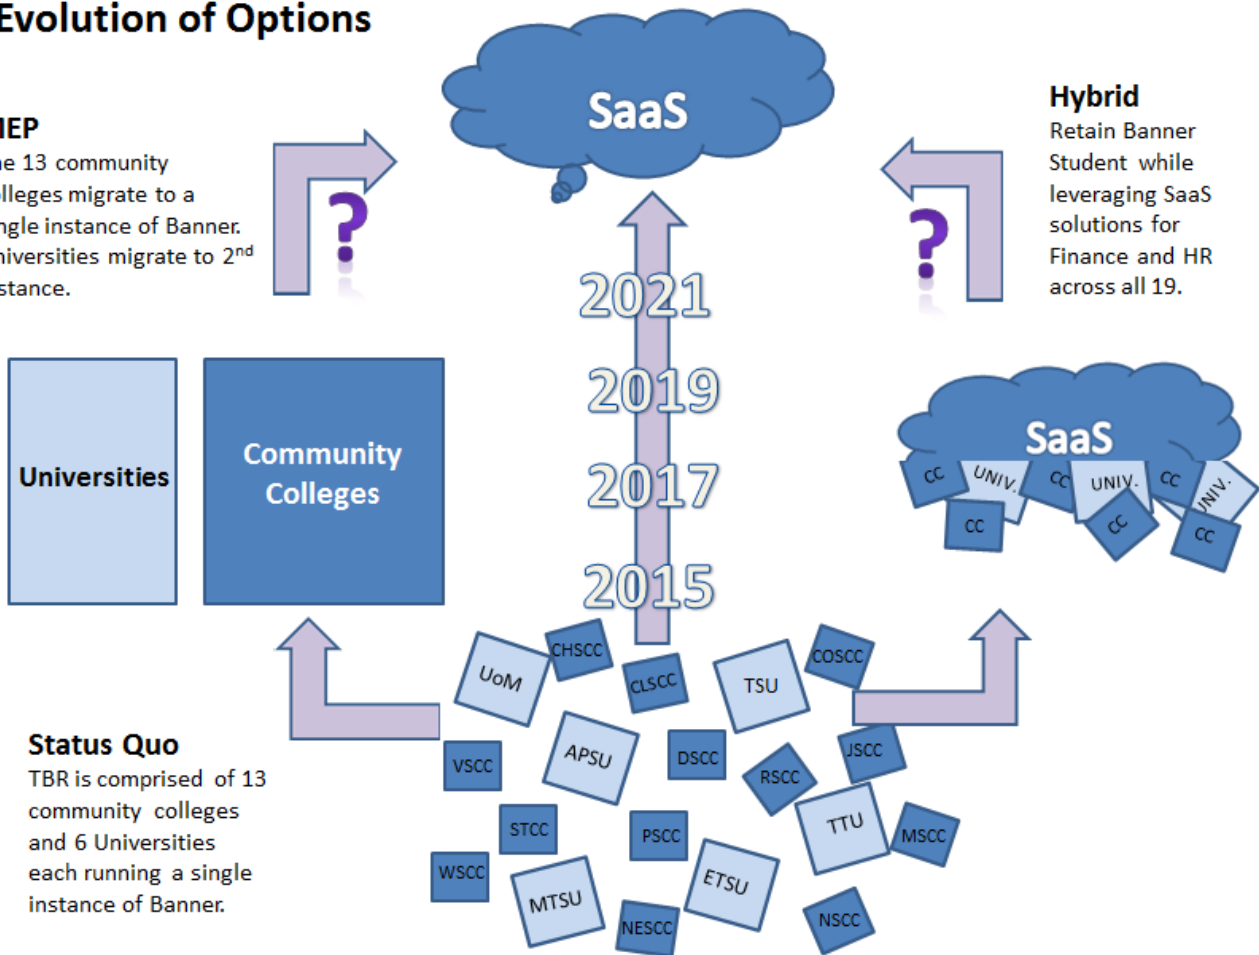 Evolution of Options
SaaS
IEP
ne 13 community
olleges migrate to a
ngle instance of Banner.
niversities migrate to 2nd
stance.
?
Hybrid
Retain Banner
Student while
leveraging SaaS
solutions for
Finance and HR
across all 19.
?
2021
2019
2017
2015
Universities
Community
Colleges
SaaS
CC
UNIV.
CC
UNIV.
CC
UNIV.
CC
CC
CC
Status Quo
TBR is comprised of 13
community colleges
and 6 Universities
each running a single
instance of Banner.
UoM
CHSCC
CLSCC
TSU
COSCC
VSCC
APSU
DSCC
RSCC
JSCC
STCC
PSCC
TTU
MSCC
WSCC
MTSU
ETSU
NESCC
NSCC